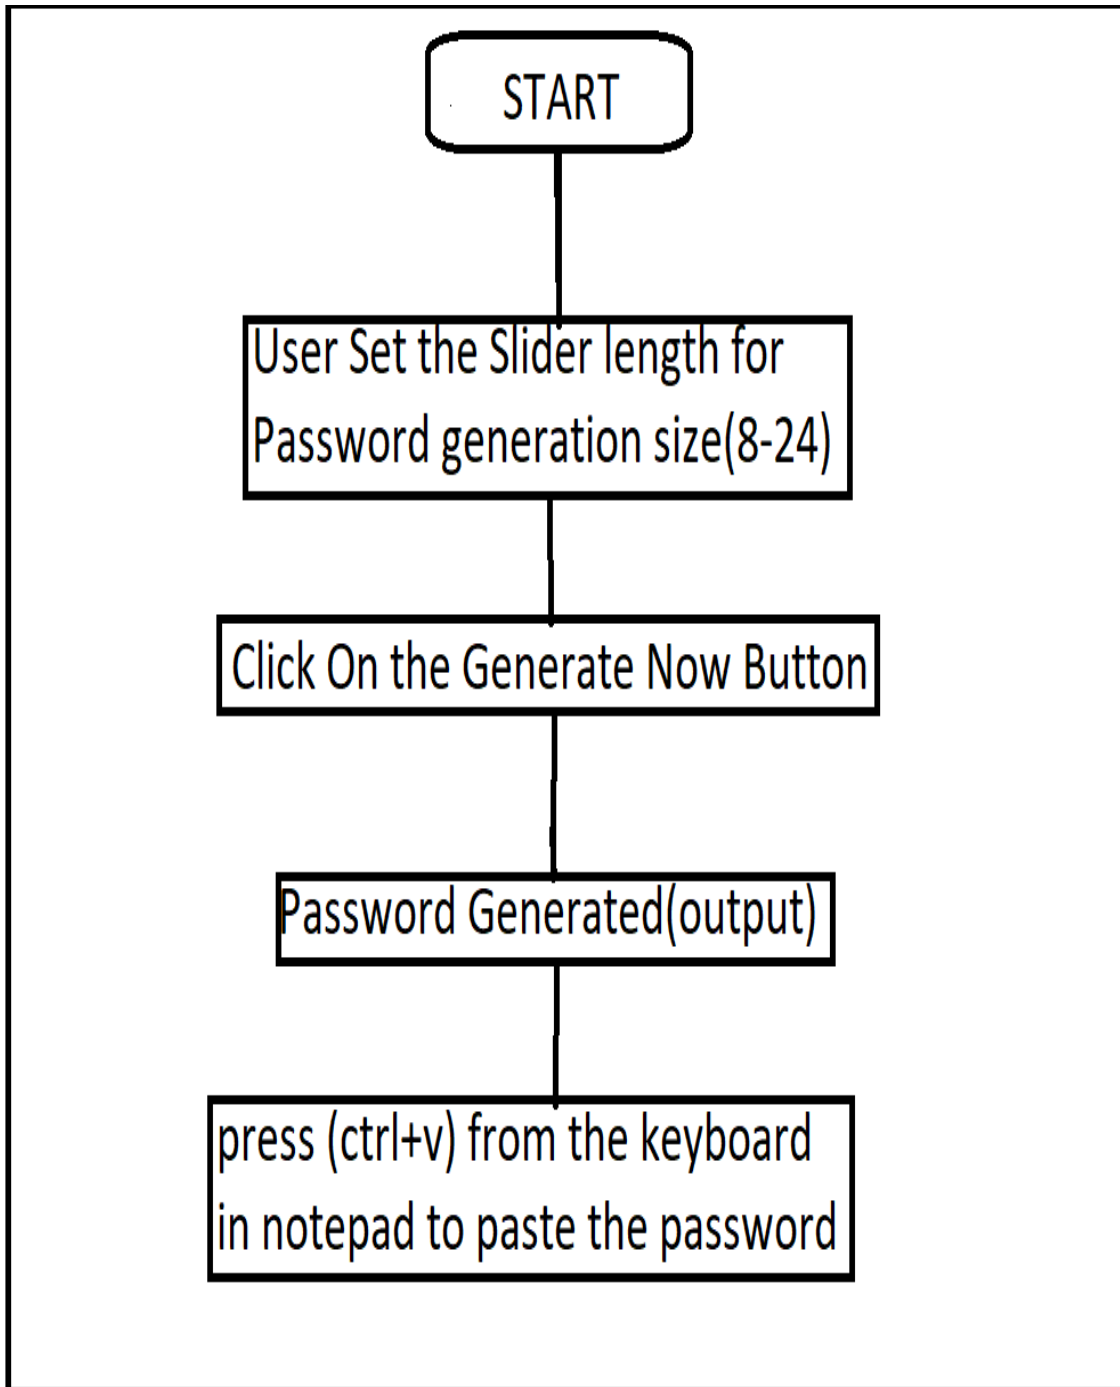 START
User Set the Slider length for
Password generation size(8-24)
Click On the Generate Now Button
Password Generated(output)
press (ctrl+v) from the keyboard
in notepad to paste the password